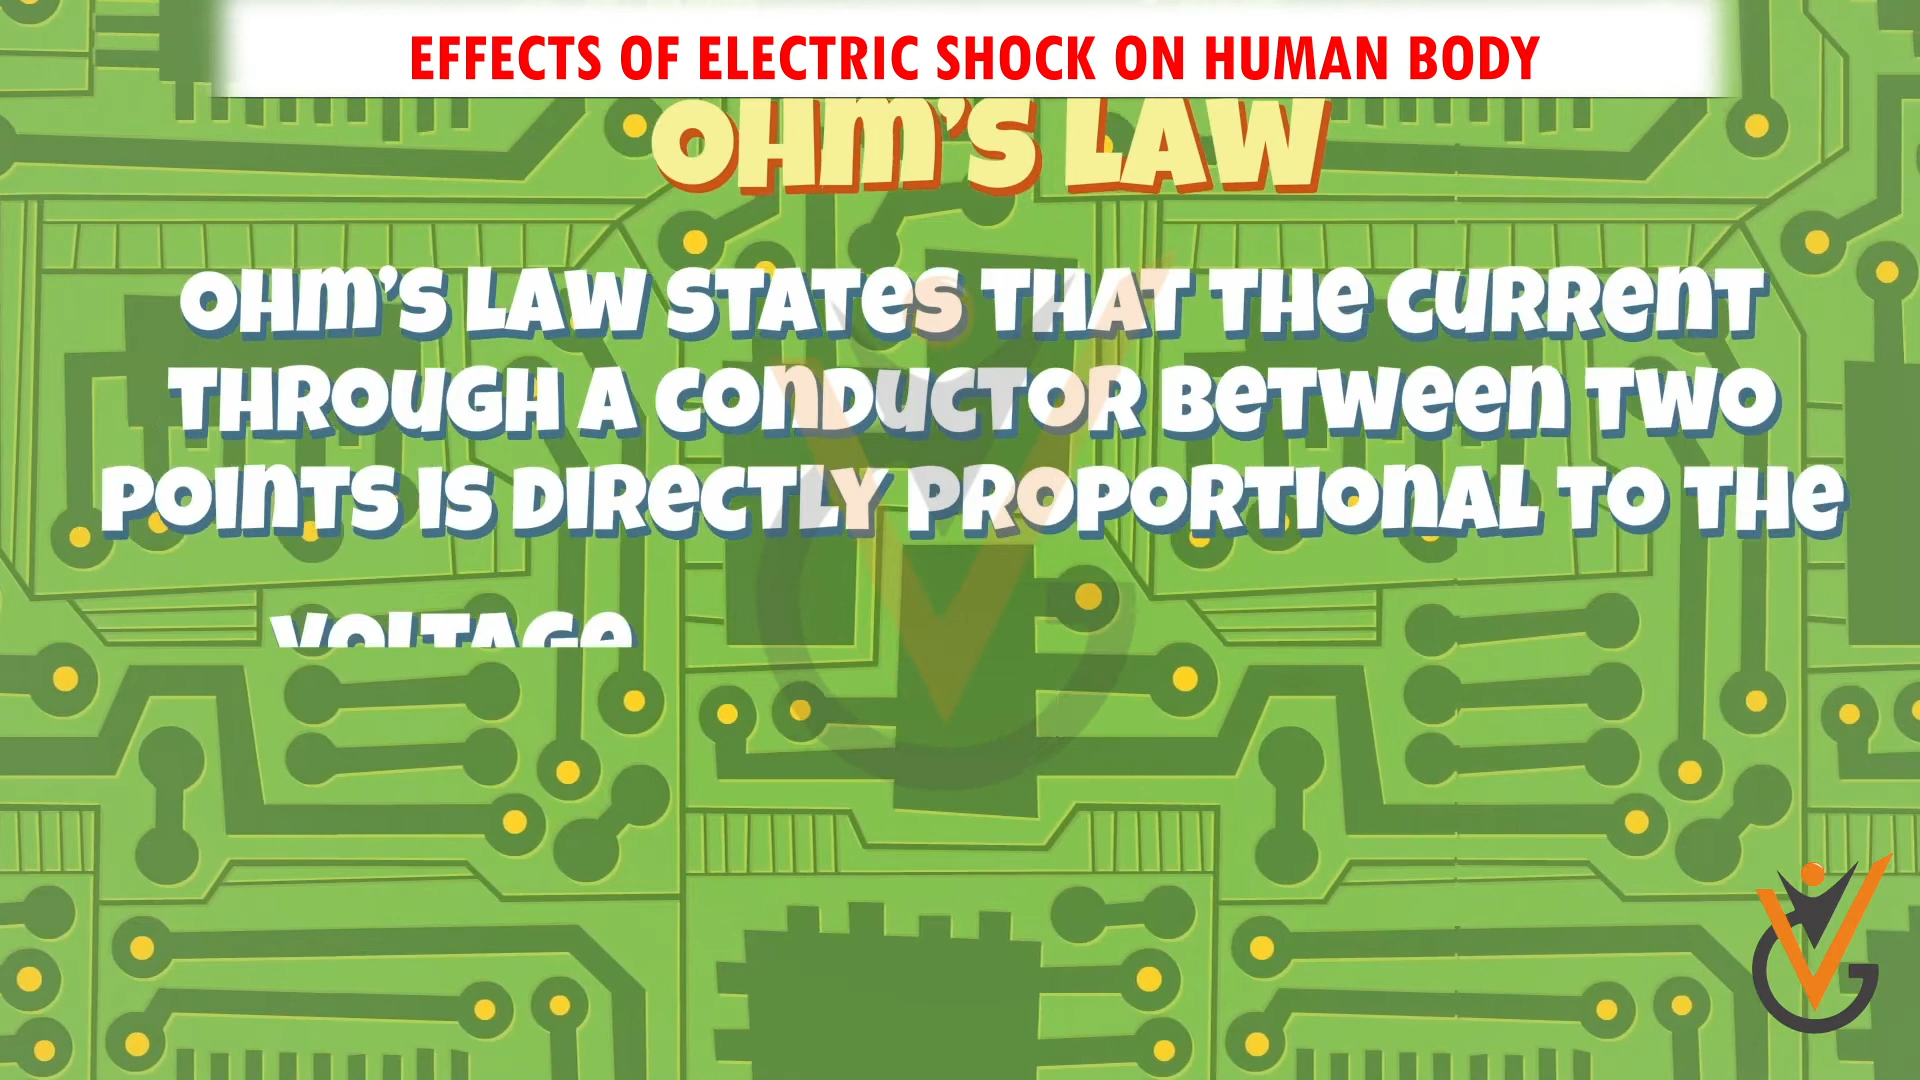 EFFECTS OF ELECTRIC SHOCK ON HUMAN BODY
OHM'S LAW
OHM'S LAW STATES THAT THE CURRENT
THROUGH A CONDUCTOR BETWEEN TWO
POINTS IS DIRECTLY PROPORTIONAL TO THE
VOLTAGE